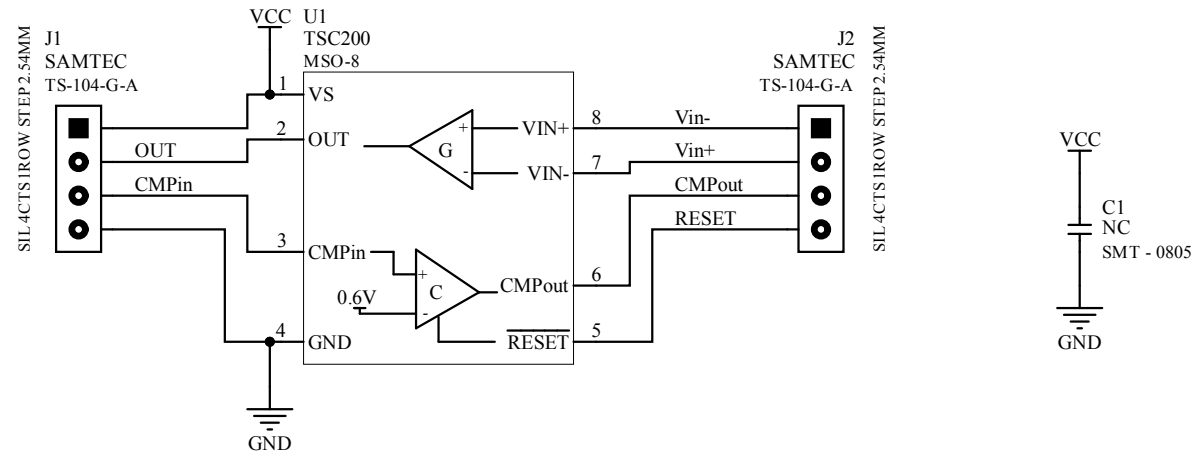 VCC
U1
TSC200
MSO-8
J1
SAMTEC
TS-104-G-A
SIL 4CTS 1ROW STEP 2.54MM
OUT
CMPin
1
2
3
4
VS
OUT
CMPin
GND
+
G
-
VIN+
VIN-
0.6V
+
C
-
CMPout
RESET
8
7
6
5
Vin-
Vin+
CMPout
RESET
J2
SAMTEC
TS-104-G-A
SIL 4CTS 1ROW STEP 2.54MM
GND
VCC
C1
NC
SMT - 0805
GND